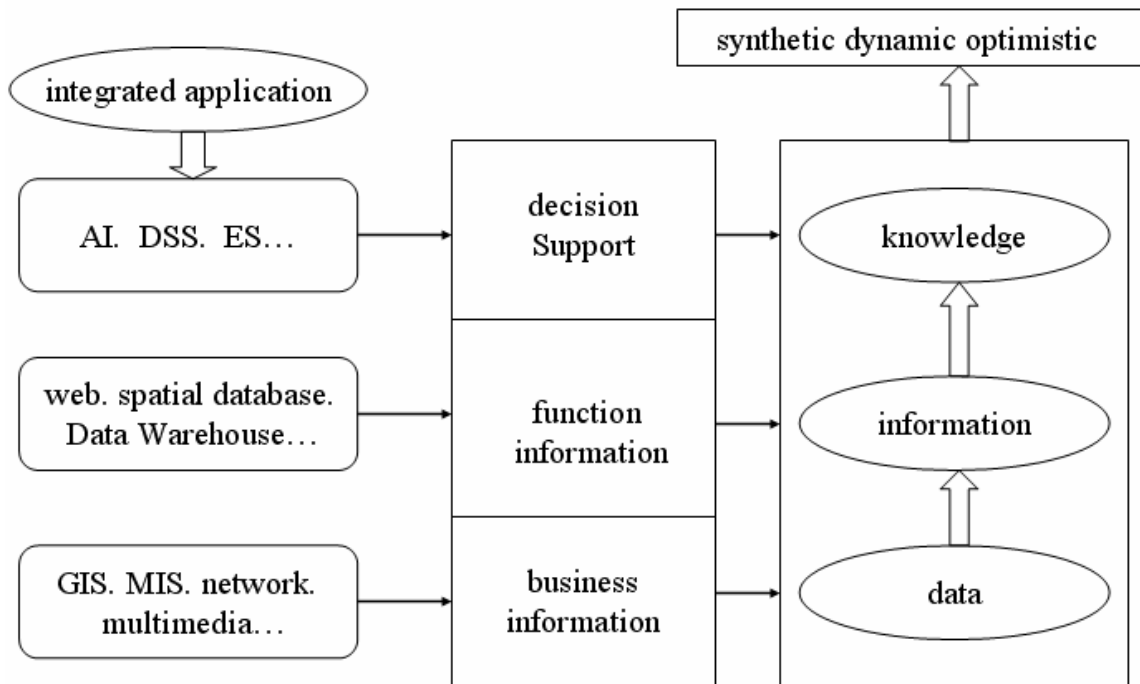 synthetic dynamic optimistic
integrated application
AI. DSS. ES…
decision
Support
knowledge
web. spatial database.
Data Warehouse…
function
information
information
GIS. MIS. network.
multimedia…
business
information
data